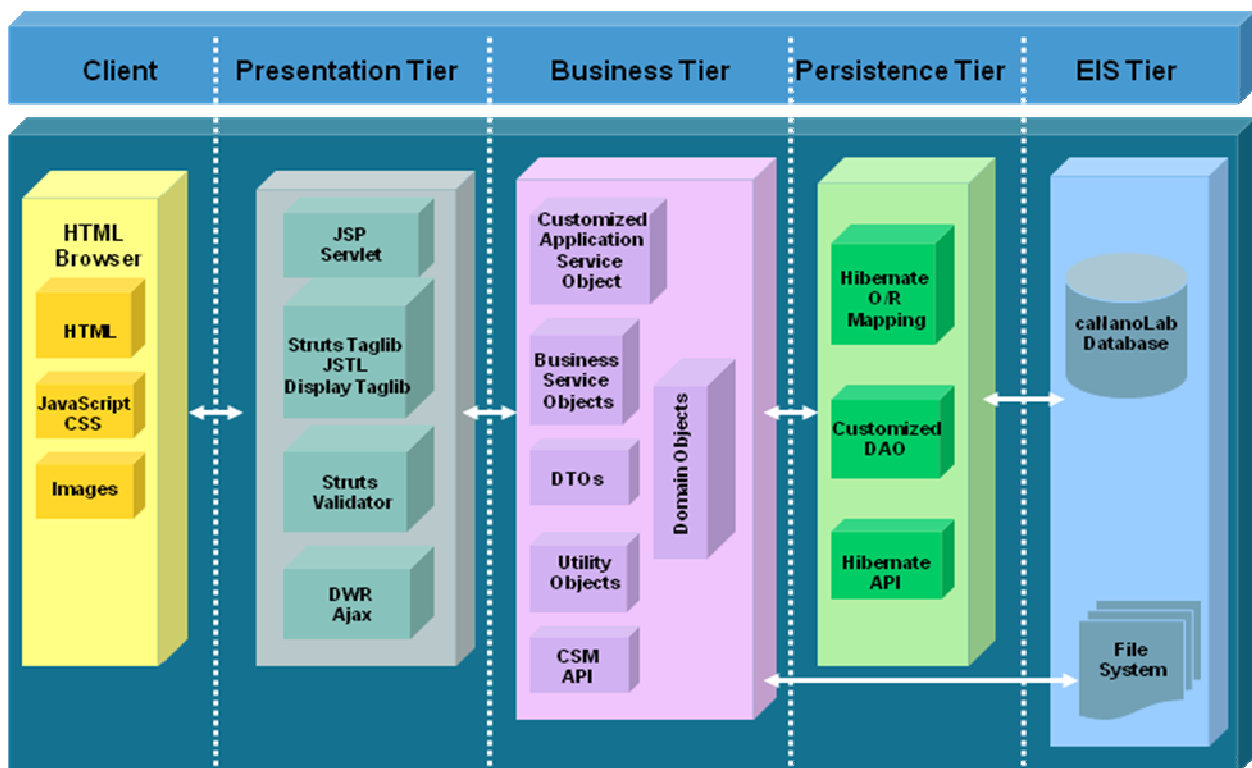 Client
Presentation Tier
Business Tier
Persistence Tier
EIS Tier
HTML
Browser
HTML
JavaScript
CSS
Images
JSP
Servlet
Struts Taglib
JSTL
Display Taglib
Struts
Validator
DWR
Ajax
Customized
Application
Service
Object
Business
Service
Objects
DTOs
Utility
Objects
CSM
API
Domain Objects
Hibernate
O/R
Mapping
Customized
DAO
Hibernate
API
caNanoLab
Database
File
System